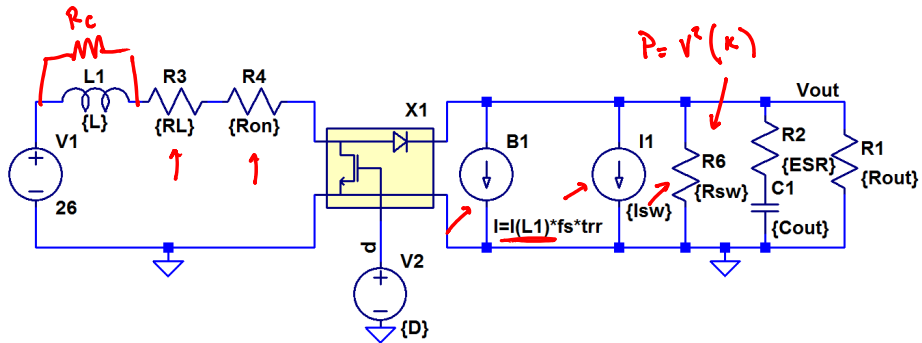 Rc
P= V²(K)
L1
R3
R4
X1
Vout
{L}
{RL}
{Ron}
V1
B1
I1
R6
R2
R1
{ESR}
{Rsw}
{Rout}
26
I=I(L1)*fs*trr
{Isw}
C1
{Cout}
d
V2
{D}